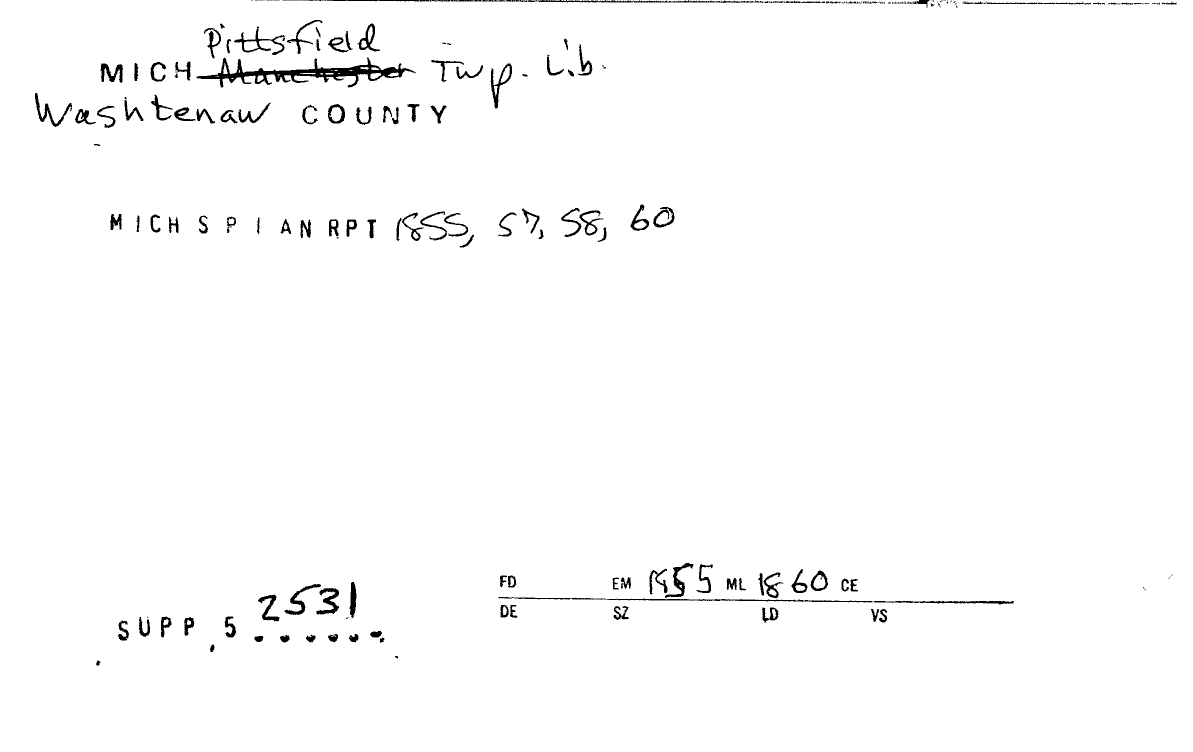 Pittsfield
MICH Manchester Twp. Lib.
Washtenaw COUNTY
MICH S P I AN RPT 1855, 57, 58, 60
FD EM 1855 ML 1860 CE
DE SZ LD VS
2531
SUPP, 5 . . . . . .